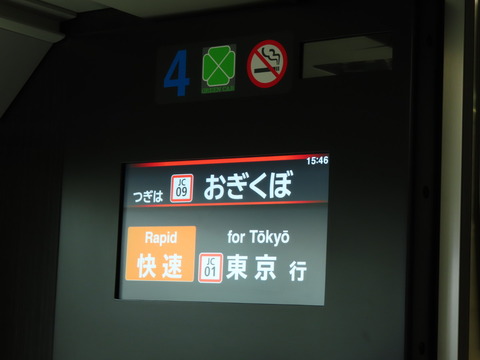 4
15:46
つぎは JC 09 おぎくぼ
Rapid for Tōkyō
快速 JC 01 東京 行